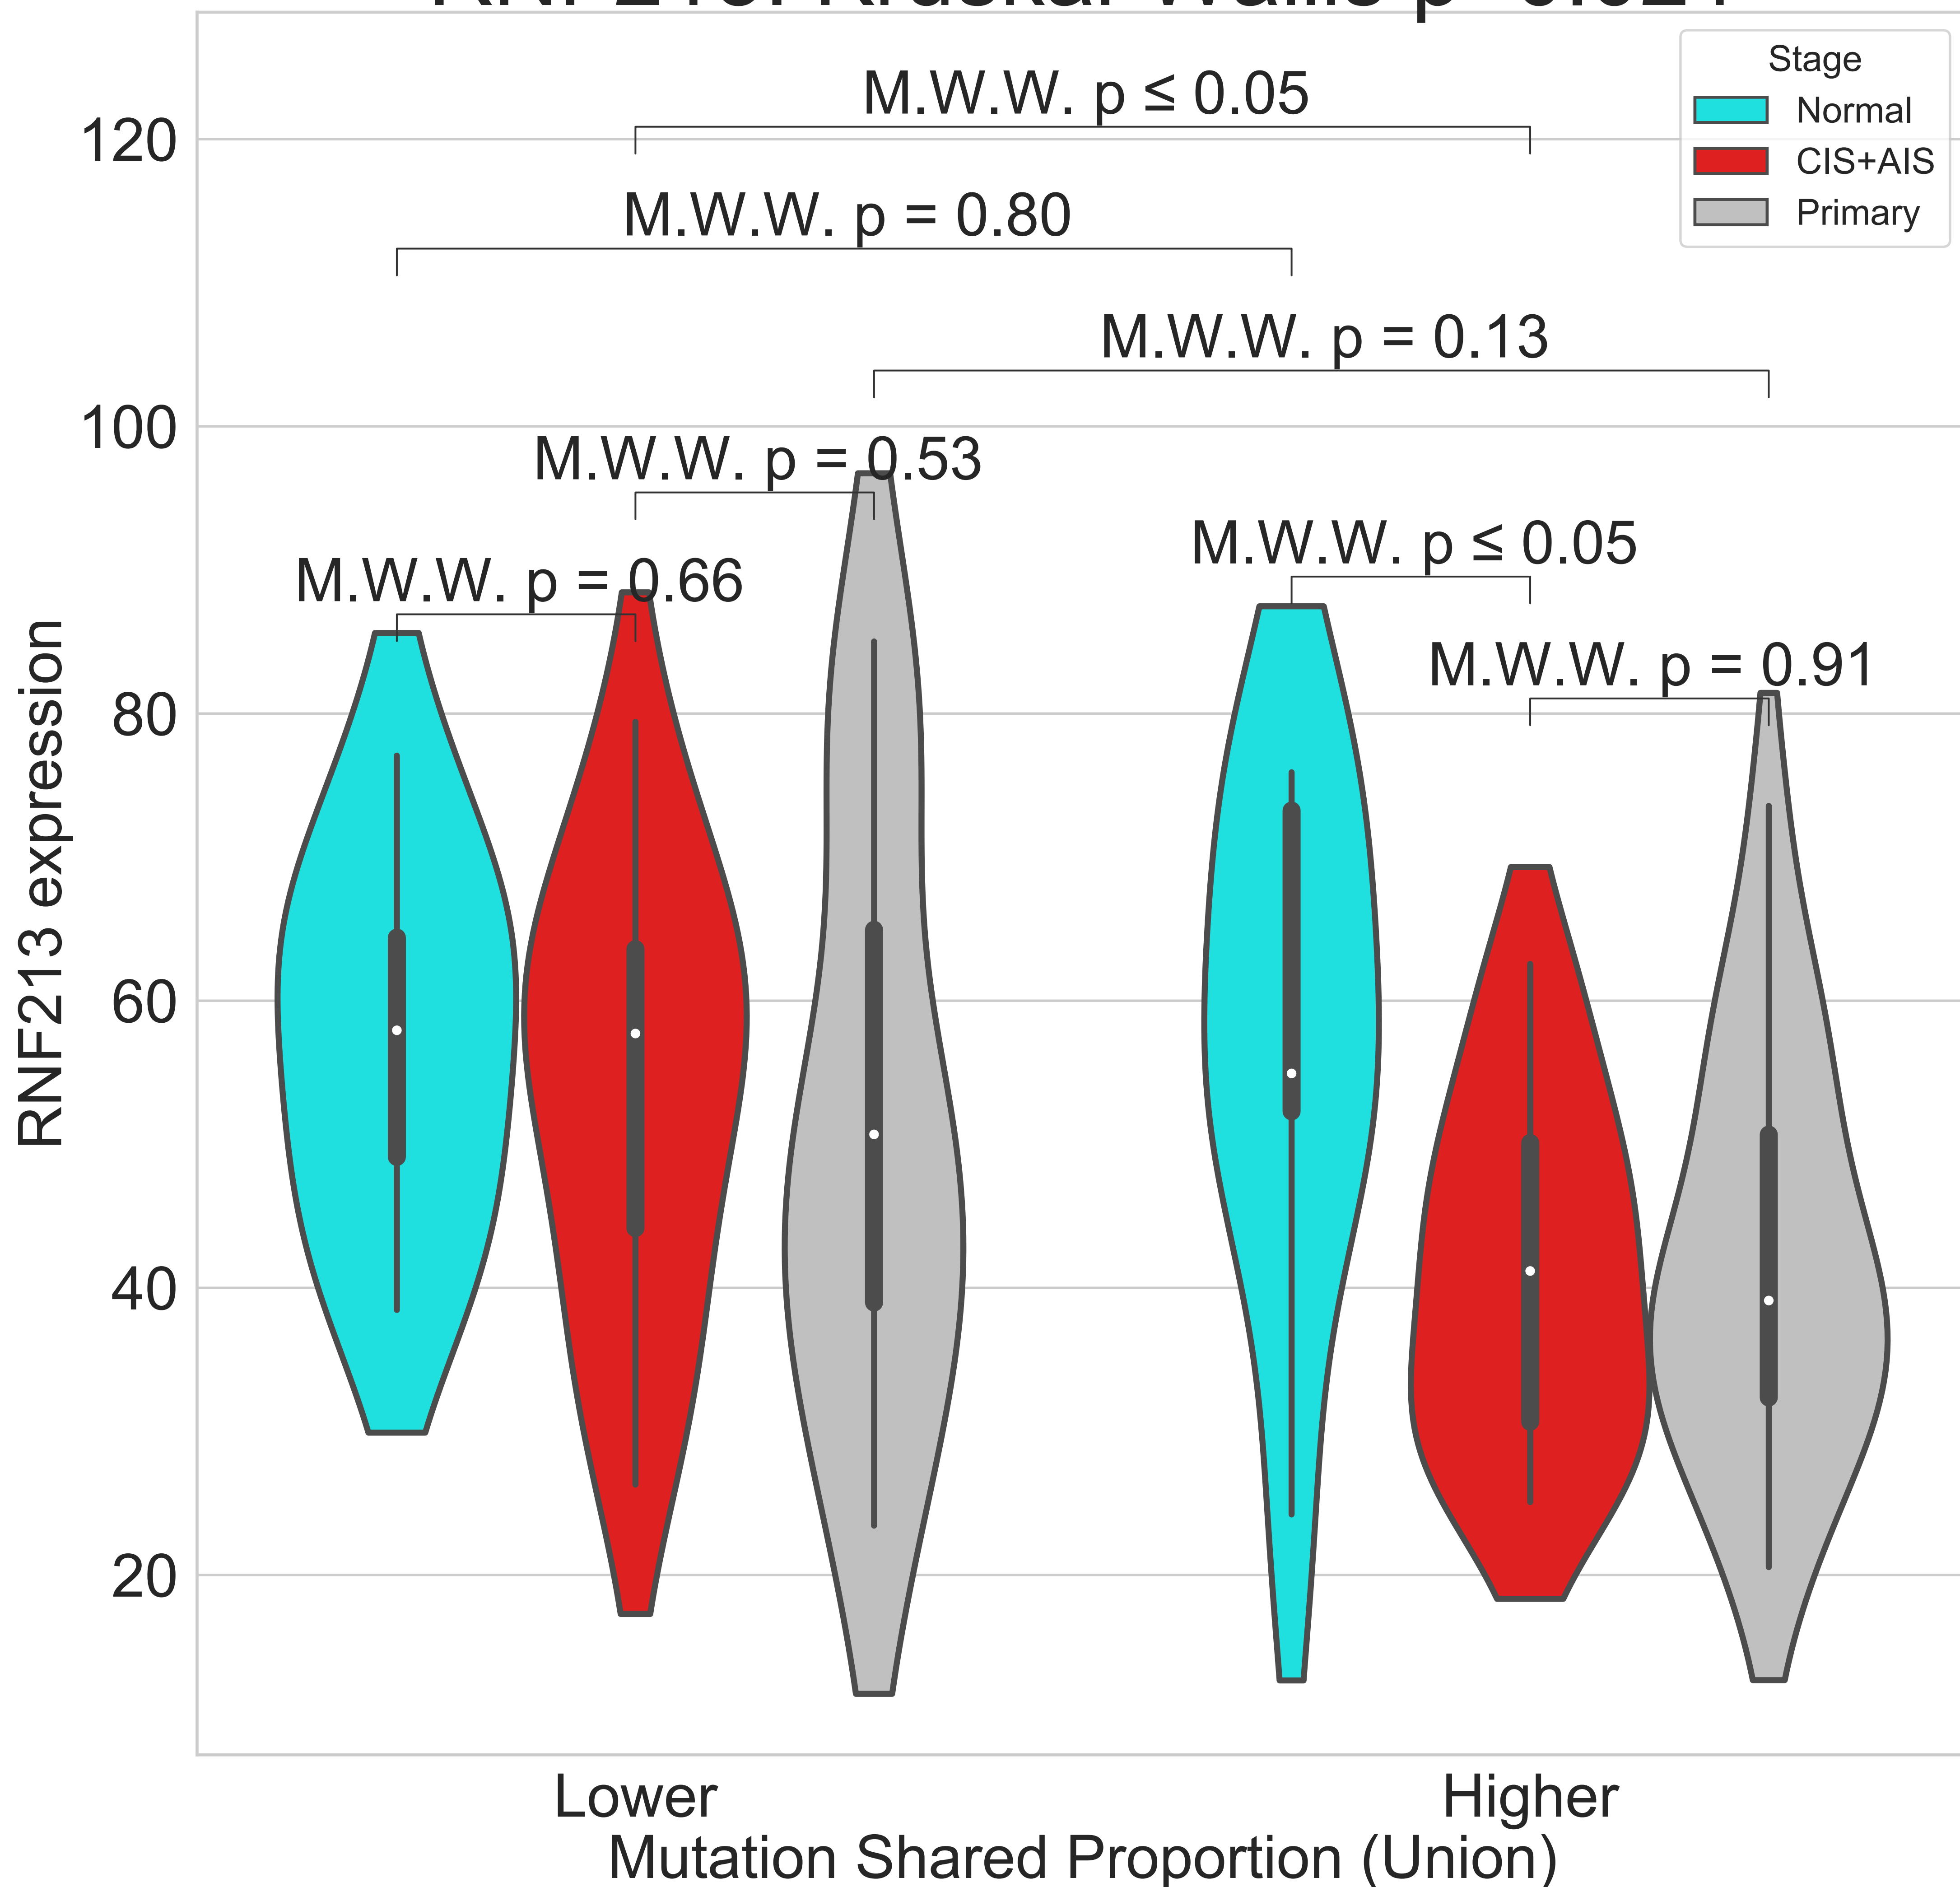 Stage
Normal
CIS+AIS
Primary
M.W.W. p ≤ 0.05
M.W.W. p = 0.80
M.W.W. p = 0.13
M.W.W. p = 0.53
M.W.W. p ≤ 0.05
M.W.W. p = 0.66
M.W.W. p = 0.91
120
100
80
60
40
20
RNF213 expression
Lower
Higher
Mutation Shared Proportion (Union)